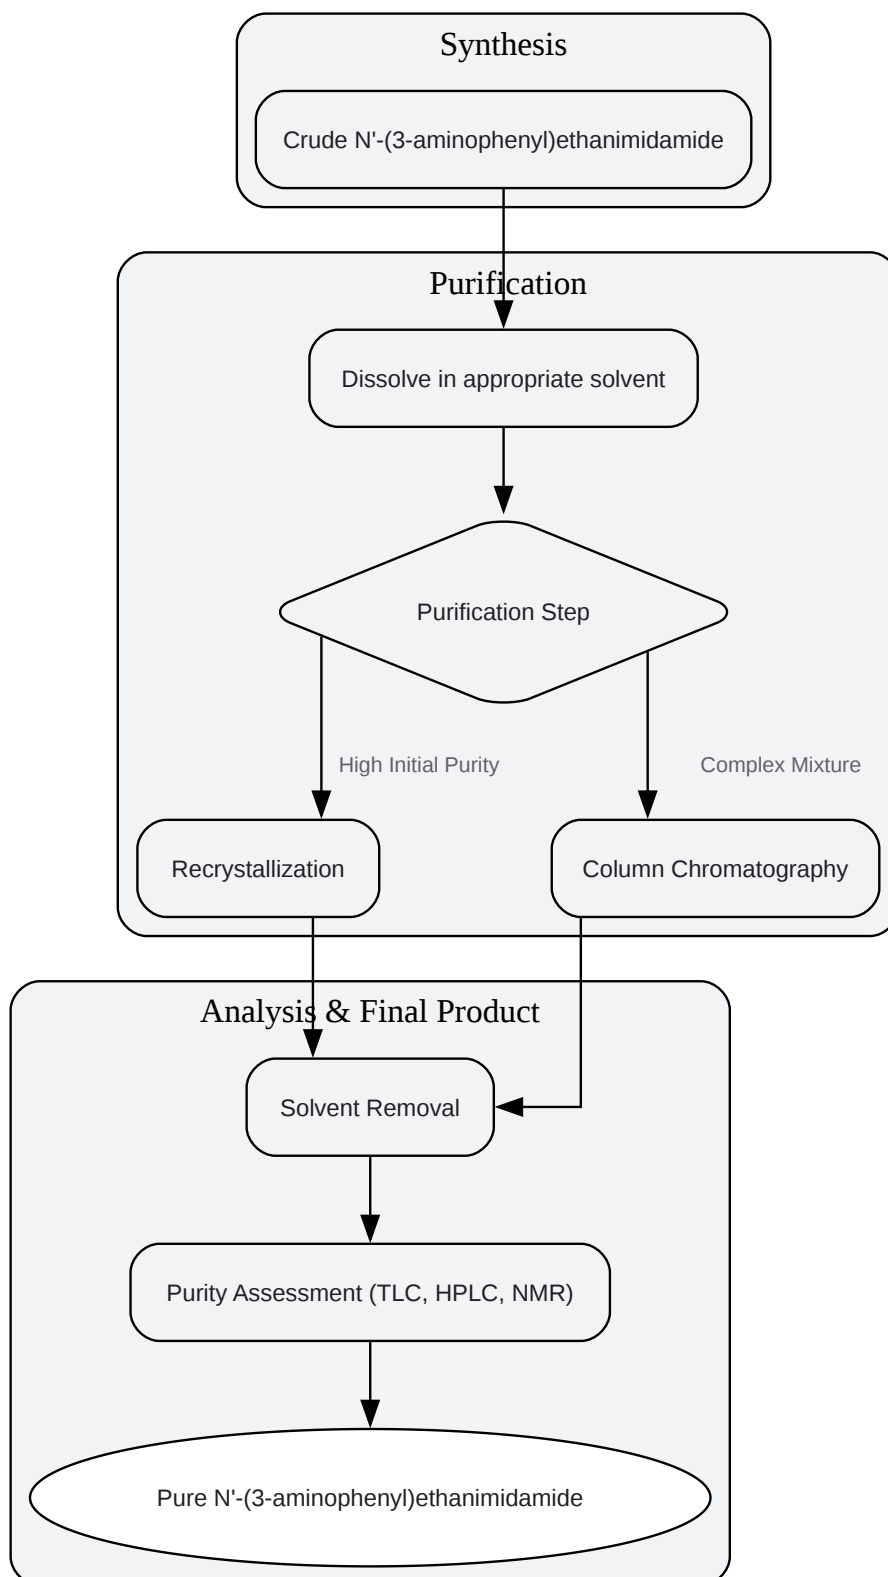 Synthesis
Crude N'-(3-aminophenyl)ethanimidamide
Purification
Dissolve in appropriate solvent
Purification Step
High Initial Purity
Complex Mixture
Recrystallization
Column Chromatography
Analysis & Final Product
Solvent Removal
Purity Assessment (TLC, HPLC, NMR)
Pure N'-(3-aminophenyl)ethanimidamide